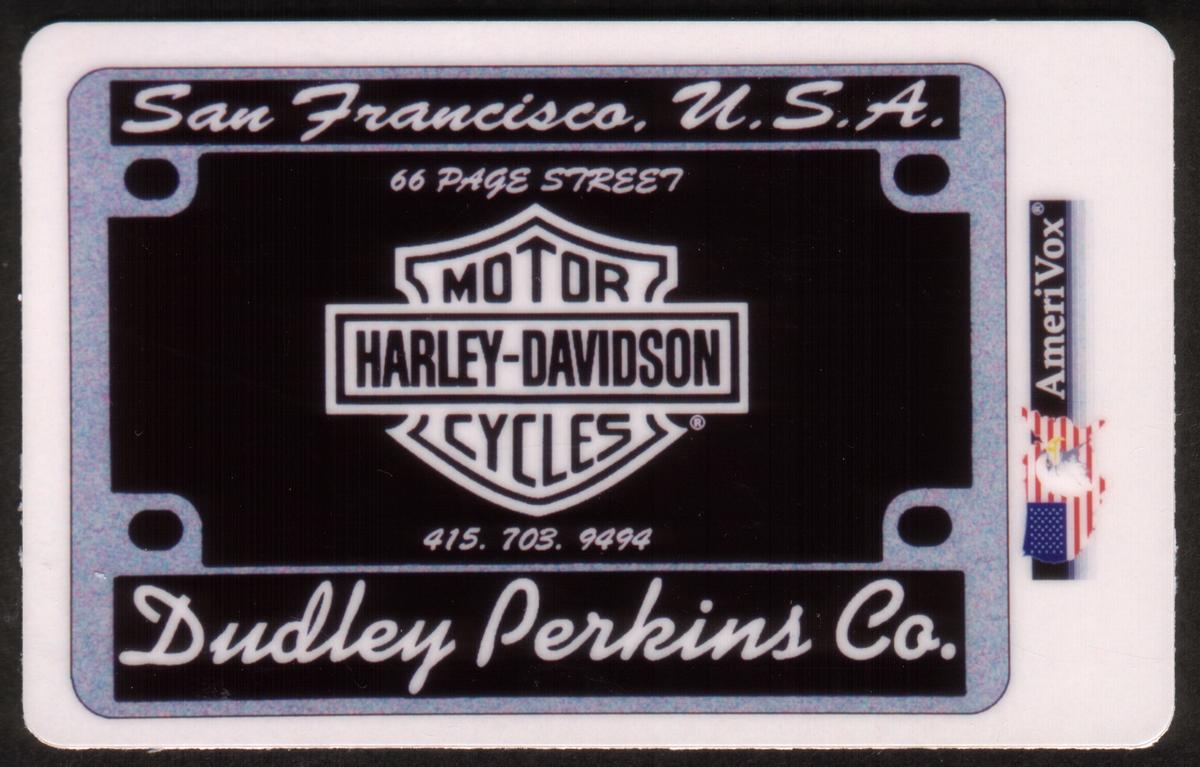 San Francisco, U.S.A.
66 PAGE STREET
MOTOR
HARLEY-DAVIDSON
CYCLES ®
415. 703. 9494
Dudley Perkins Co.
AmeriVox®